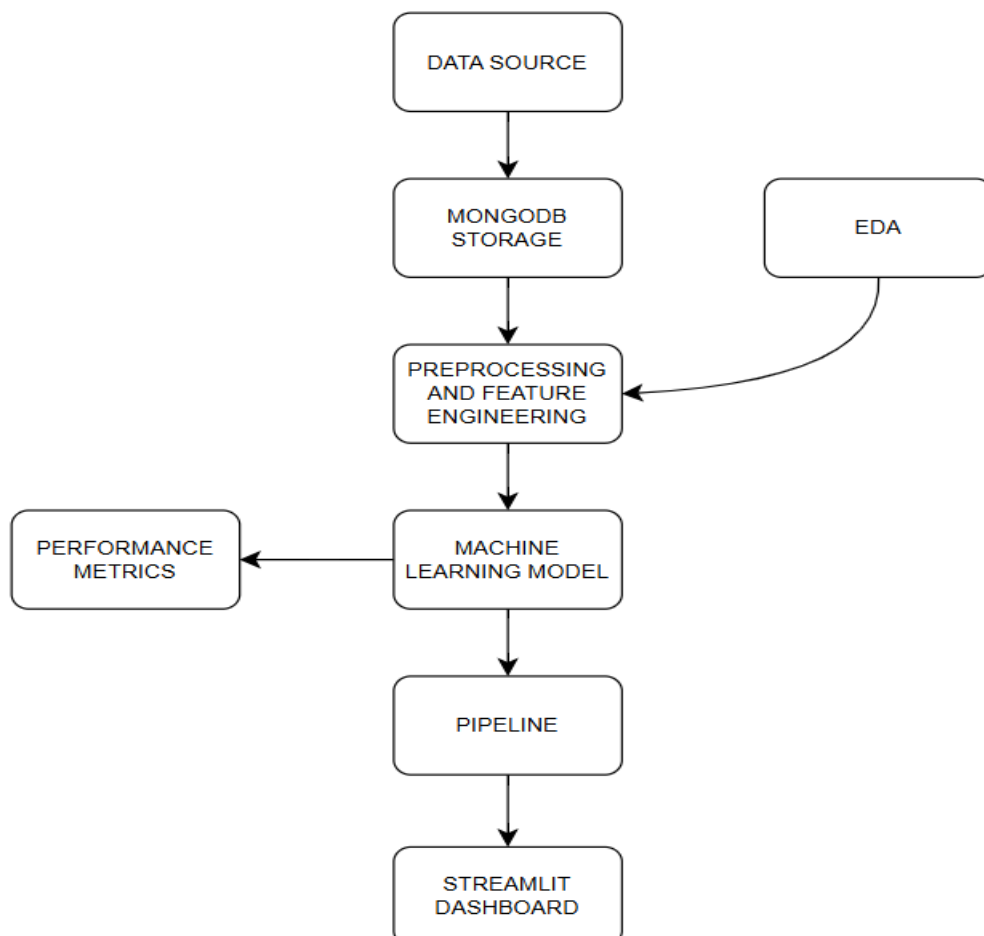 DATA SOURCE
MONGODB
STORAGE
EDA
PREPROCESSING
AND FEATURE
ENGINEERING
PERFORMANCE
METRICS
MACHINE
LEARNING MODEL
PIPELINE
STREAMLIT
DASHBOARD